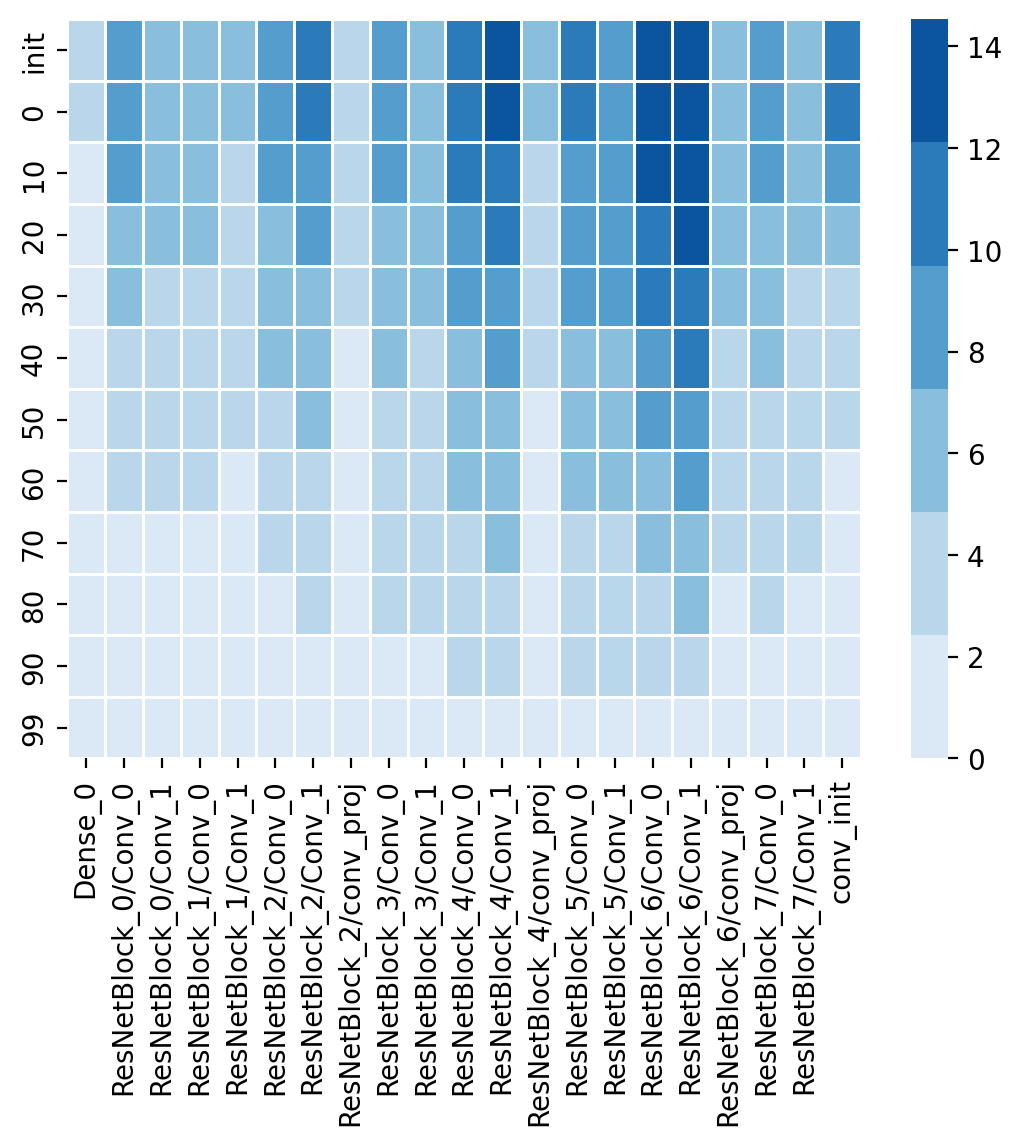 init
0
10
20
30
40
50
60
70
80
90
99
Dense_0
ResNetBlock_0/Conv_0
ResNetBlock_0/Conv_1
ResNetBlock_1/Conv_0
ResNetBlock_1/Conv_1
ResNetBlock_2/Conv_0
ResNetBlock_2/Conv_1
ResNetBlock_2/conv_proj
ResNetBlock_3/Conv_0
ResNetBlock_3/Conv_1
ResNetBlock_4/Conv_0
ResNetBlock_4/Conv_1
ResNetBlock_4/conv_proj
ResNetBlock_5/Conv_0
ResNetBlock_5/Conv_1
ResNetBlock_6/Conv_0
ResNetBlock_6/Conv_1
ResNetBlock_6/conv_proj
ResNetBlock_7/Conv_0
ResNetBlock_7/Conv_1
conv_init
14
12
10
8
6
4
2
0